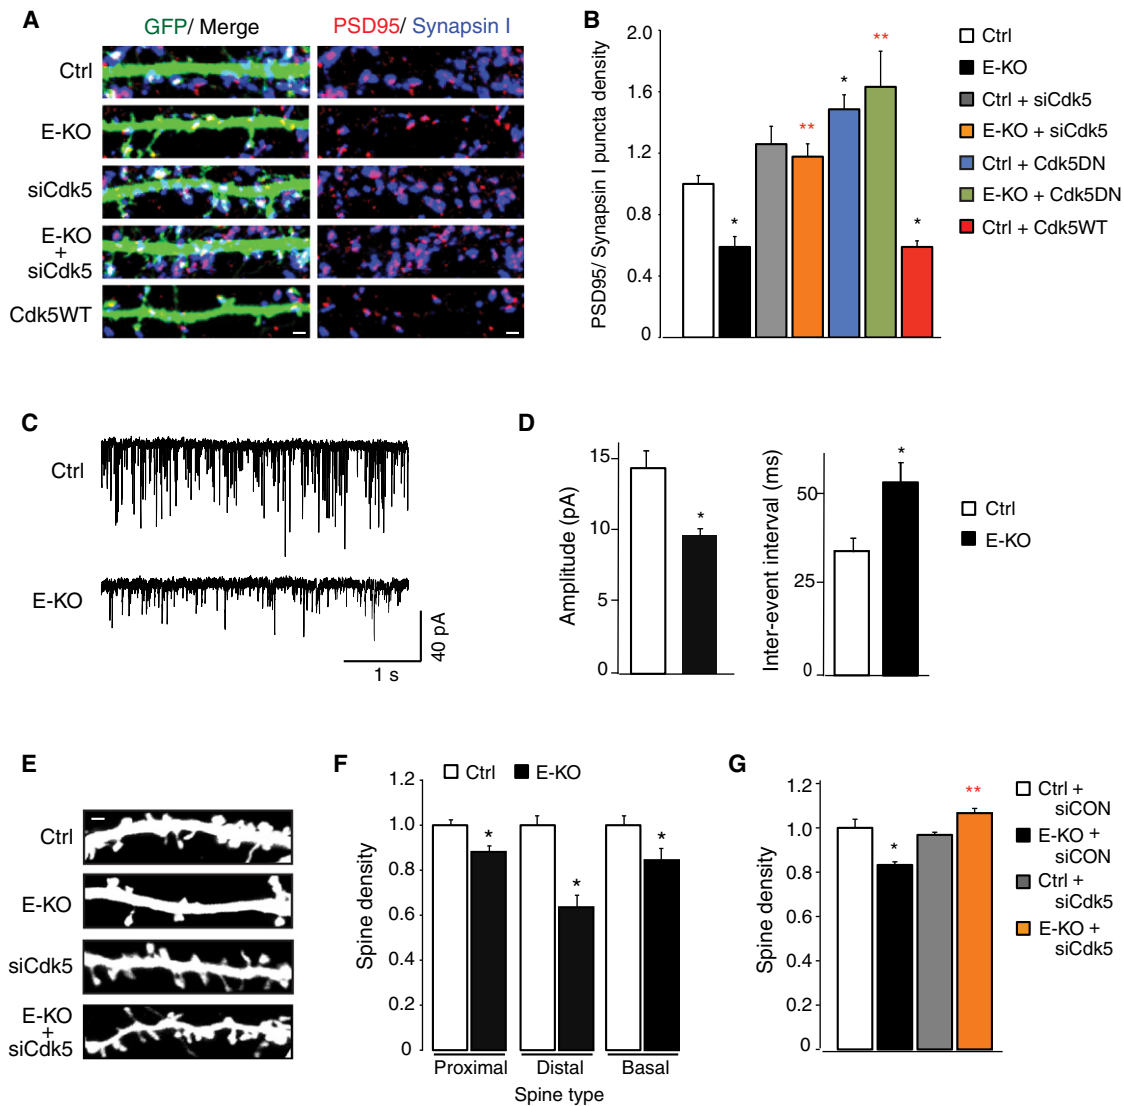 A
GFP/ Merge
PSD95/ Synapsin I
Ctrl
E-KO
siCdk5
E-KO
+
siCdk5
Cdk5WT
B
PSD95/ Synapsin I puncta density
2.0
1.6
1.2
0.8
0.4
0
*
**
*
**
*
Ctrl
E-KO
Ctrl + siCdk5
E-KO + siCdk5
Ctrl + Cdk5DN
E-KO + Cdk5DN
Ctrl + Cdk5WT
C
Ctrl
E-KO
40 pA
1 s
D
Amplitude (pA)
15
10
5
0
*
Inter-event interval (ms)
50
25
0
*
Ctrl
E-KO
E
Ctrl
E-KO
siCdk5
E-KO
+
siCdk5
F
Ctrl
E-KO
Spine density
1.2
1.0
0.8
0.6
0.4
0.2
0
*
*
*
Proximal
Distal
Basal
Spine type
G
Spine density
1.2
1.0
0.8
0.6
0.4
0.2
0
*
**
Ctrl +
siCON
E-KO +
siCON
Ctrl +
siCdk5
E-KO +
siCdk5